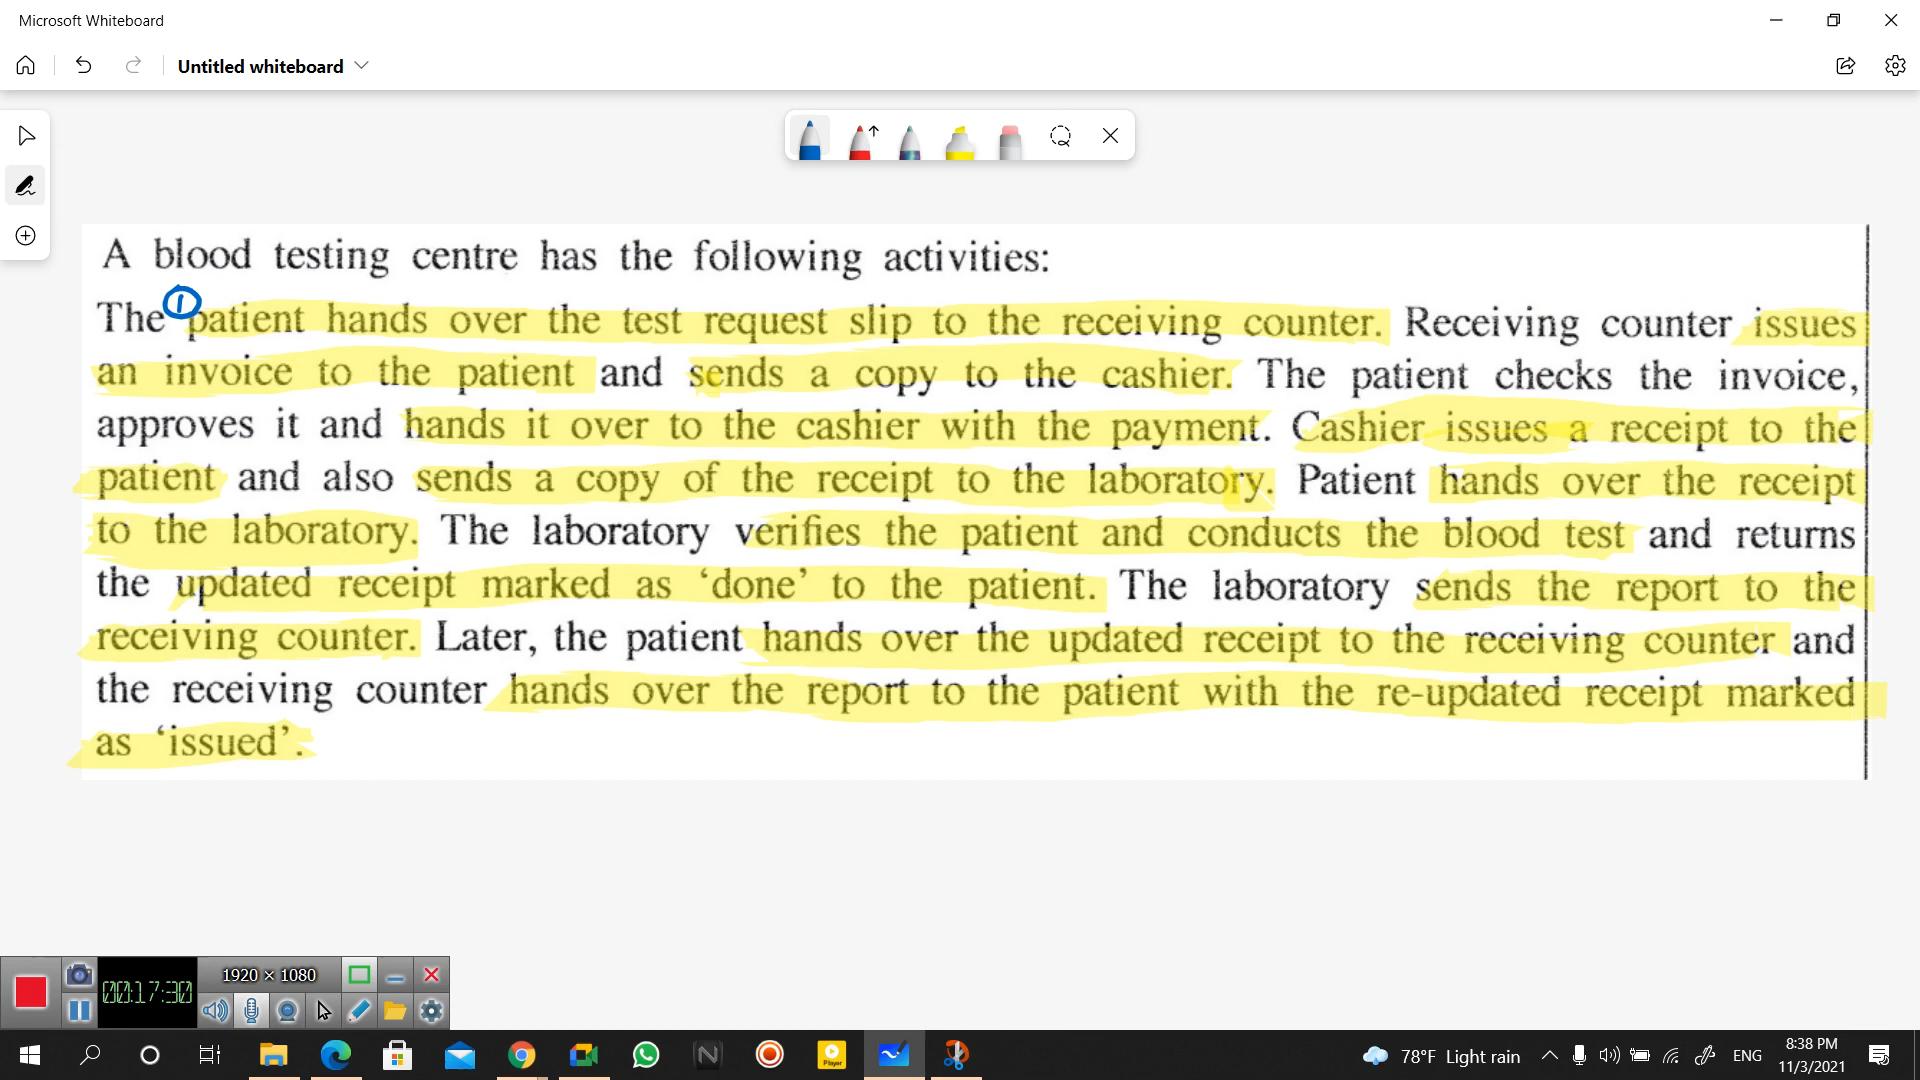 Microsoft Whiteboard
Untitled whiteboard
A blood testing centre has the following activities:
①
The patient hands over the test request slip to the receiving counter. Receiving counter issues
an invoice to the patient and sends a copy to the cashier. The patient checks the invoice,
approves it and hands it over to the cashier with the payment. Cashier issues a receipt to the
patient and also sends a copy of the receipt to the laboratory. Patient hands over the receipt
to the laboratory. The laboratory verifies the patient and conducts the blood test and returns
the updated receipt marked as ‘done’ to the patient. The laboratory sends the report to the
receiving counter. Later, the patient hands over the updated receipt to the receiving counter and
the receiving counter hands over the report to the patient with the re-updated receipt marked
as ‘issued’.
1920 × 1080
00:17:30
Player
78°F Light rain
ENG
8:38 PM
11/3/2021